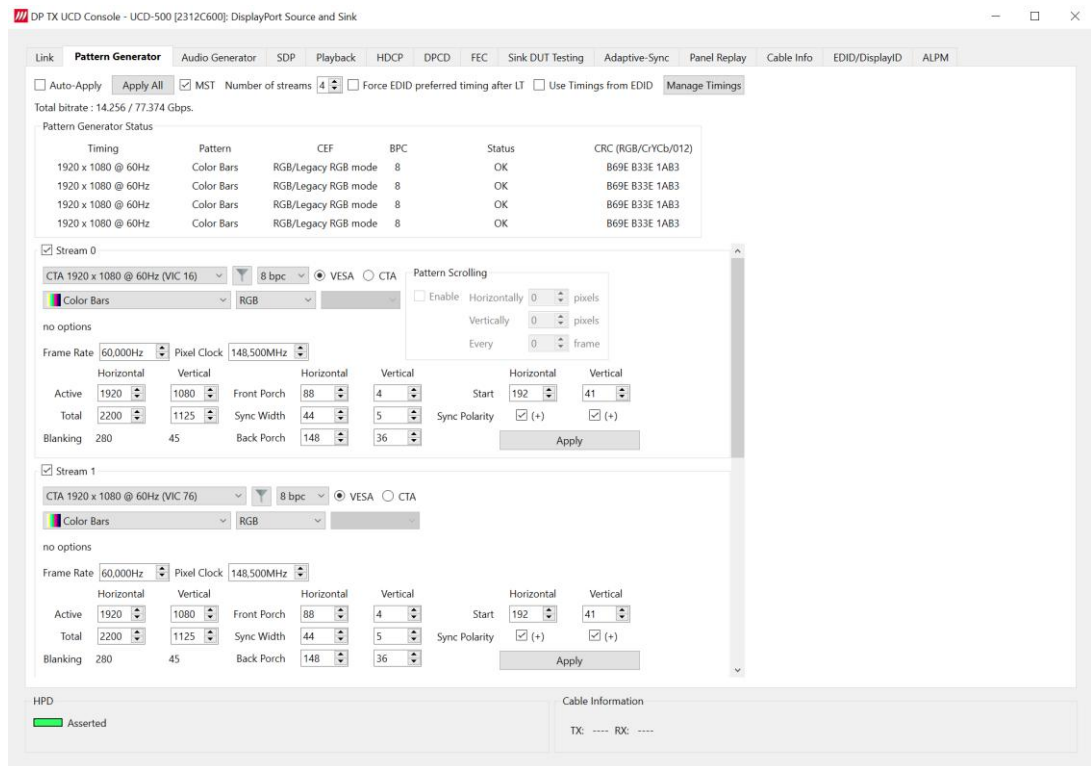 DP TX UCD Console - UCD-500 [2312C600]: DisplayPort Source and Sink
Link Pattern Generator Audio Generator SDP Playback HDCP DPCD FEC Sink DUT Testing Adaptive-Sync Panel Replay Cable Info EDID/DisplayID ALPM
Auto-Apply Apply All MST Number of streams 4 Force EDID preferred timing after LT Use Timings from EDID Manage Timings
Total bitrate : 14.256 / 77.374 Gbps.
Pattern Generator Status
Timing Pattern CEF BPC Status CRC (RGB/CrYCb/012)
1920 x 1080 @ 60Hz Color Bars RGB/Legacy RGB mode 8 OK B69E B33E 1AB3
1920 x 1080 @ 60Hz Color Bars RGB/Legacy RGB mode 8 OK B69E B33E 1AB3
1920 x 1080 @ 60Hz Color Bars RGB/Legacy RGB mode 8 OK B69E B33E 1AB3
1920 x 1080 @ 60Hz Color Bars RGB/Legacy RGB mode 8 OK B69E B33E 1AB3
Stream 0
CTA 1920 x 1080 @ 60Hz (VIC 16) 8 bpc VESA CTA Pattern Scrolling
Color Bars RGB Enable Horizontally 0 pixels
Vertically 0 pixels
no options
Every 0 frame
Frame Rate 60,000Hz Pixel Clock 148,500MHz
Horizontal Vertical Horizontal Vertical Horizontal Vertical
Active 1920 1080 Front Porch 88 4 Start 192 41
Total 2200 1125 Sync Width 44 5 Sync Polarity (+) (+)
Blanking 280 45 Back Porch 148 36 Apply
Stream 1
CTA 1920 x 1080 @ 60Hz (VIC 76) 8 bpc VESA CTA
Color Bars RGB
no options
Frame Rate 60,000Hz Pixel Clock 148,500MHz
Horizontal Vertical Horizontal Vertical Horizontal Vertical
Active 1920 1080 Front Porch 88 4 Start 192 41
Total 2200 1125 Sync Width 44 5 Sync Polarity (+) (+)
Blanking 280 45 Back Porch 148 36 Apply
HPD Cable Information
Asserted
TX: ---- RX: ----